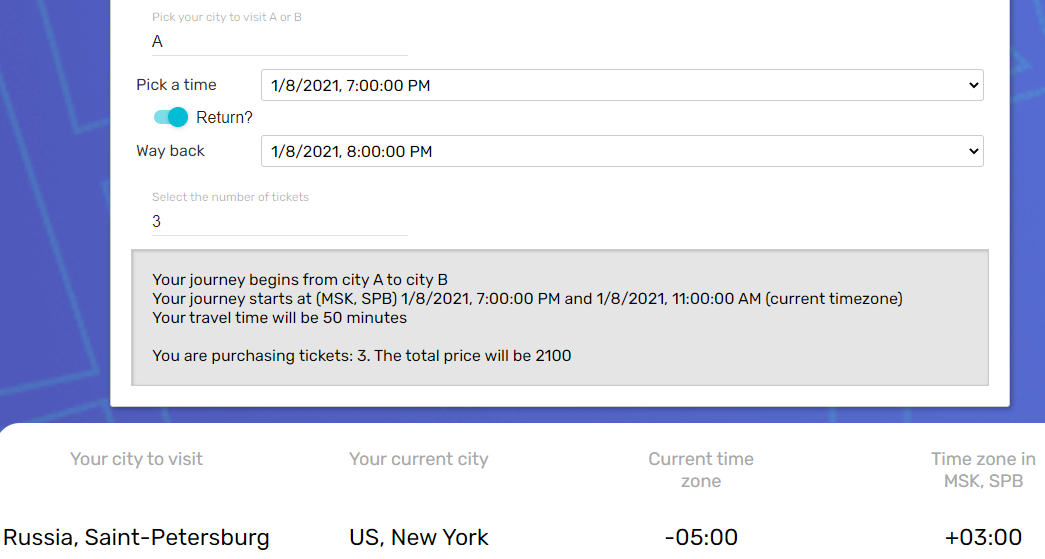 Pick your city to visit A or B
A
Pick a time 1/8/2021, 7:00:00 PM
Return?
Way back 1/8/2021, 8:00:00 PM
Select the number of tickets
3
Your journey begins from city A to city B
Your journey starts at (MSK, SPB) 1/8/2021, 7:00:00 PM and 1/8/2021, 11:00:00 AM (current timezone)
Your travel time will be 50 minutes
You are purchasing tickets: 3. The total price will be 2100
Your city to visit Your current city Current time zone Time zone in MSK, SPB
Russia, Saint-Petersburg US, New York -05:00 +03:00